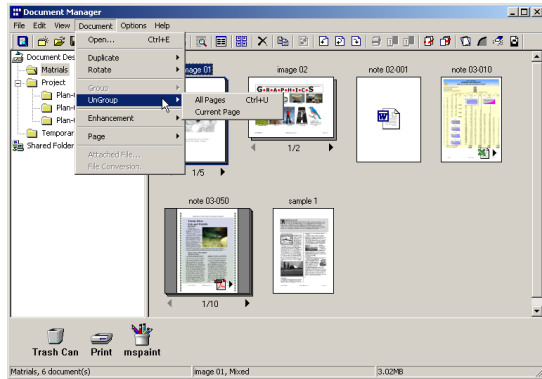 Document Manager
File Edit View Document Options Help
Open... Ctrl+E
Duplicate
Rotate
Group
UnGroup
Enhancement
Page
Attached File...
File Conversion...
All Pages Ctrl+U
Current Page
Document Des
Matrials
Project
Plan-
Plan-
Plan-
Temporar
Shared Folder
image 01
image 02
note 02-001
note 03-010
G-R-A-P-H-I-C-S
1/5
1/2
note 03-050
sample 1
1/10
Trash Can Print mspaint
Matrials, 6 document(s) image 01, Mixed 3.02MB